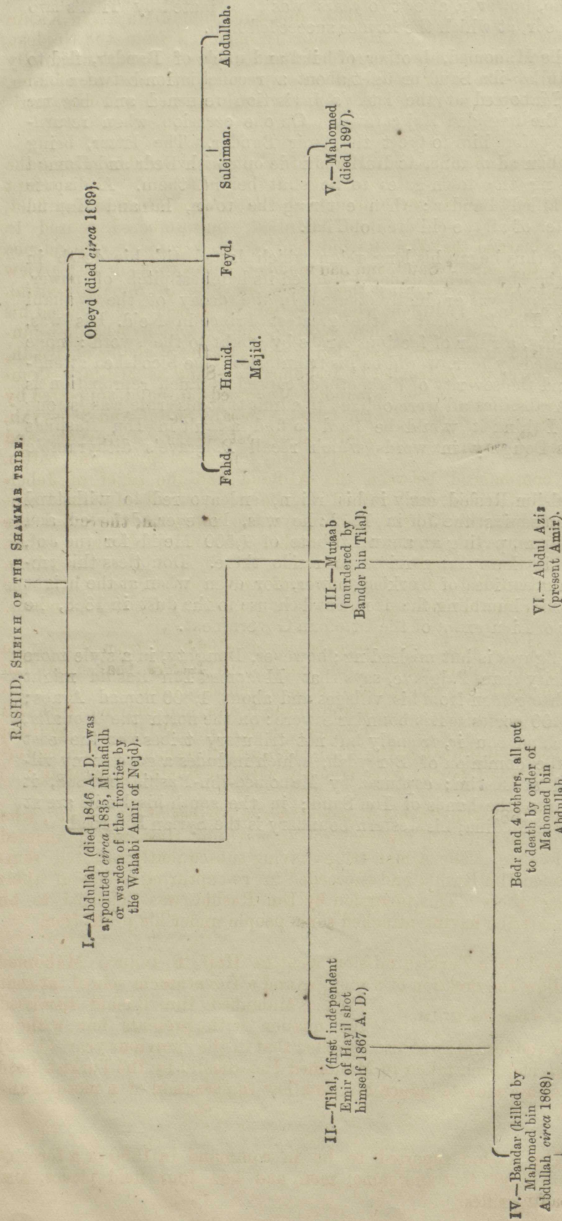 RASHID, SHEIKH OF THE SHAMMAR TRIBE.
I.—Abdullah (died 1846 A. D.—was
appointed circa 1835, Muhafidh
or warden of the frontier by
the Wahabi Amir of Nejd).
Obeyd (died circa 1869).
Fahd.
Hamid.
Majid.
Feyd.
Suleiman.
Abdullah.
II.—Tilal, (first independent
Emir of Hayil shot
himself 1867 A. D.)
III.—Mutaab
(murdered by
Bander bin Tilal).
V.—Mahomed
(died 1897).
IV.—Bandar (killed by
Mahomed bin
Abdullah circa 1868).
Bedr and 4 others, all put
to death by order of
Mahomed bin
Abdullah
VI.—Abdul Aziz
(present Amir).